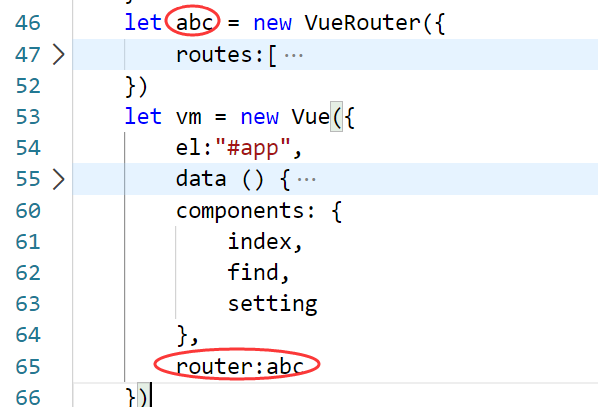 46 let abc = new VueRouter({
47 > routes:[ ...
52 })
53 let vm = new Vue({
54 el:"#app",
55 > data () { ...
60 components: {
61 index,
62 find,
63 setting
64 },
65 router:abc
66 })